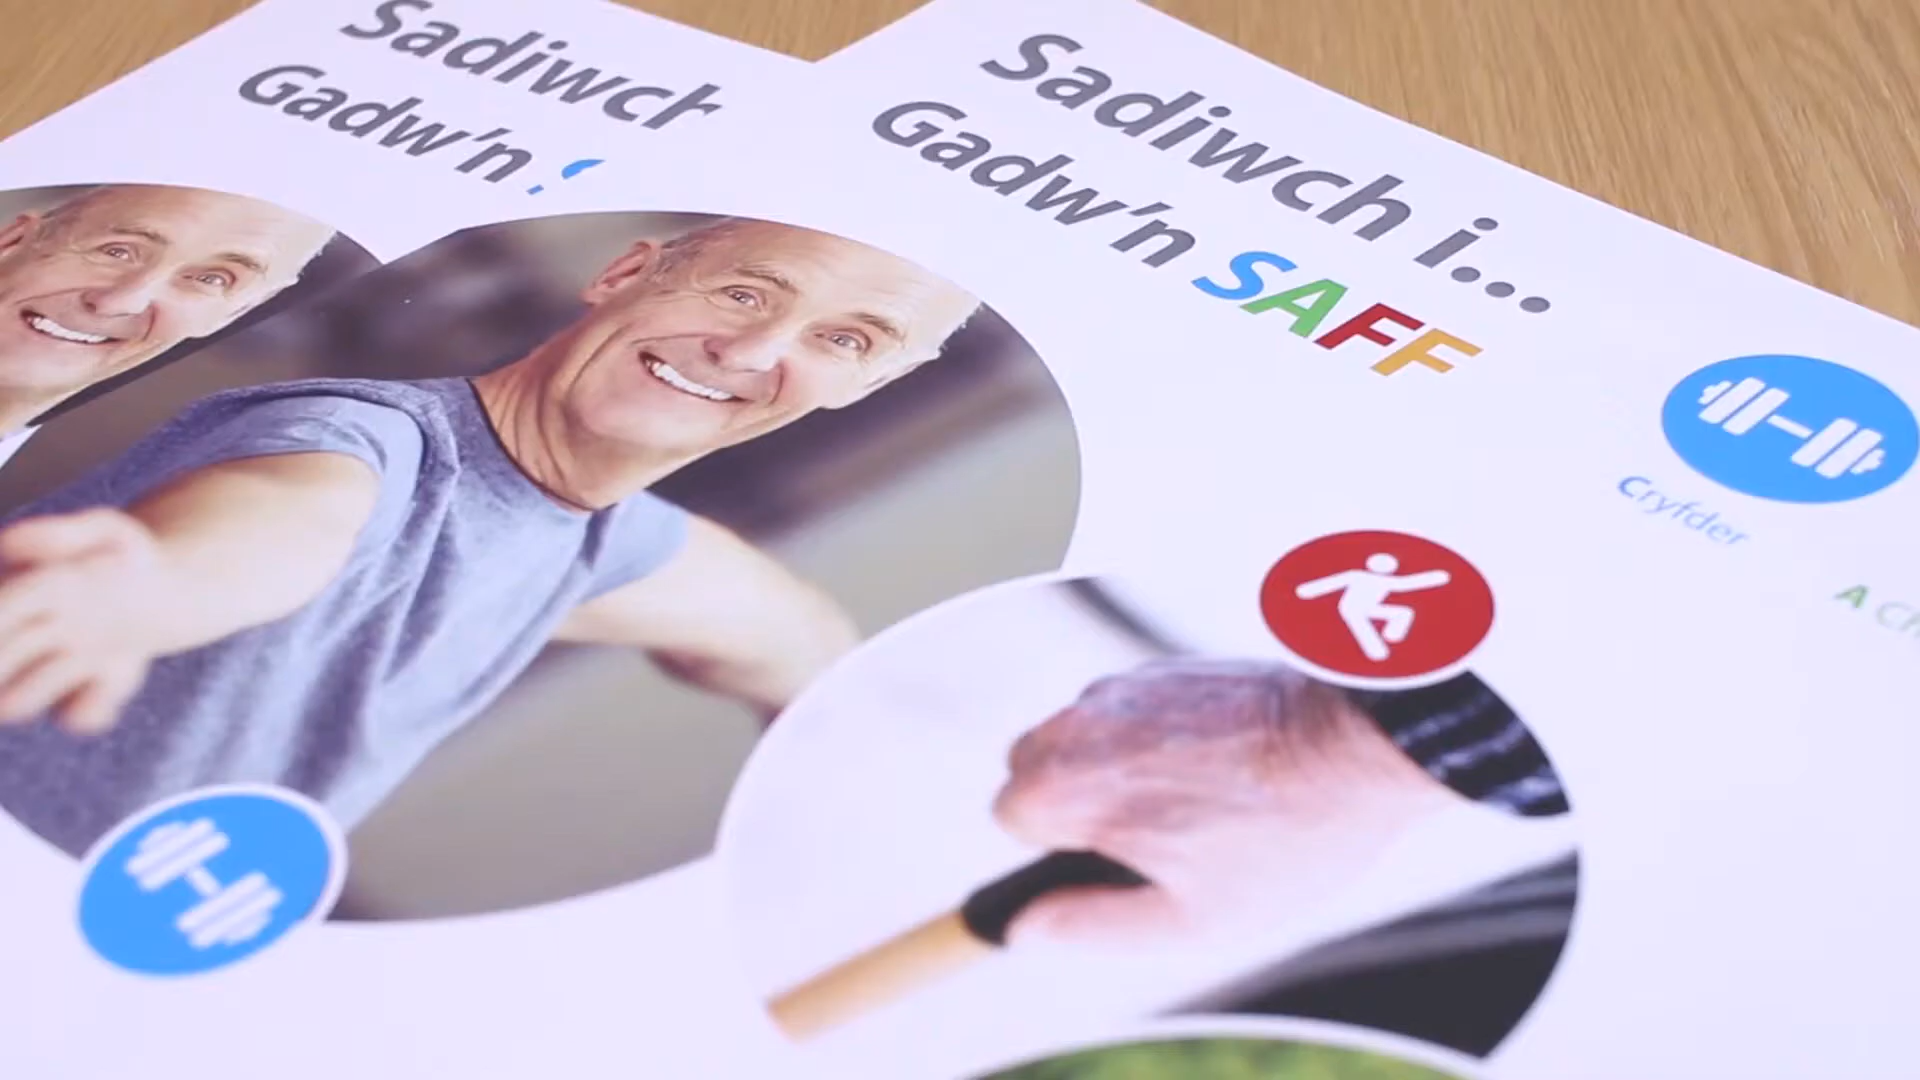 Sadiwch
Gadw'n
Sadiwch i...
Gadw'n SAFF
Cryfder
A